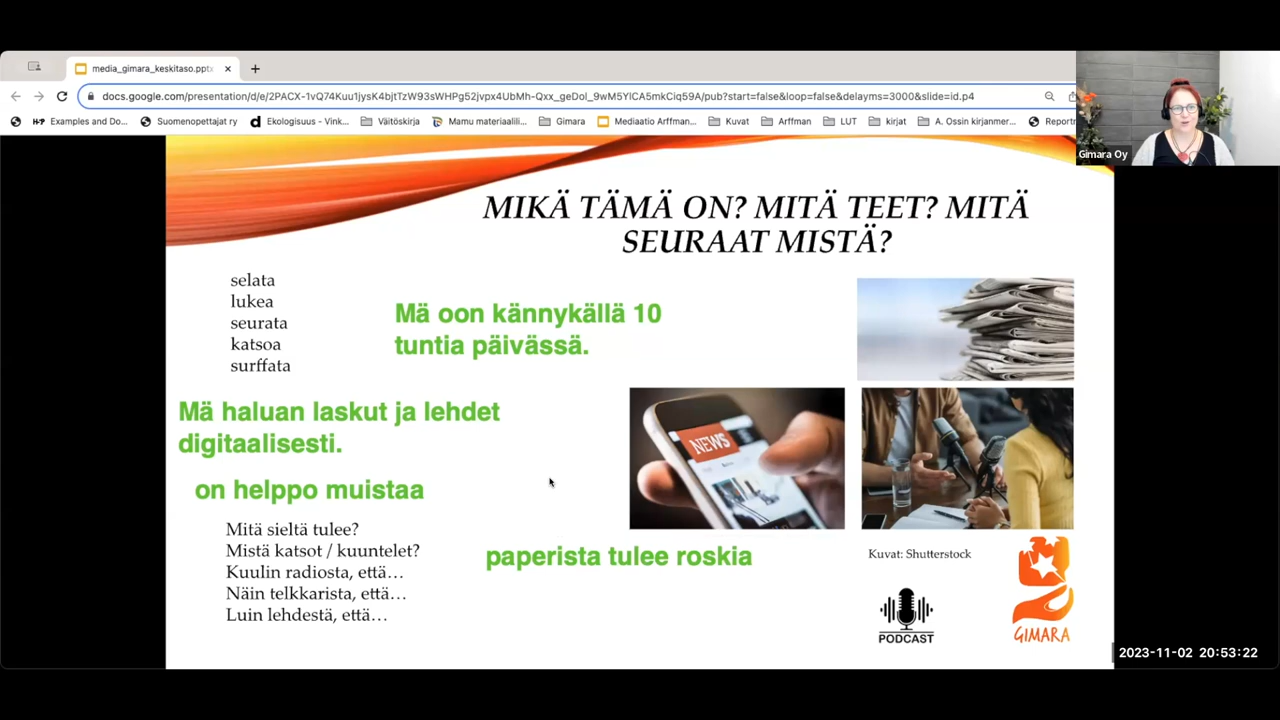 media_gimara_keskitaso.pptx
docs.google.com/presentation/d/e/2PACX-1vQ74Kuu1jysK4bjtTzW93sWHPg52jvpx4UbMh-Qxx_geDol_9wM5YlCA5mkCiq59A/pub?start=false&loop=false&delayms=3000&slide=id.p4
Examples and Do...
Suomenopettajat ry
Ekologisuus - Vink...
Väitöskirja
Mamu materiaalili...
Gimara
Mediaatio Arffman...
Kuvat
Arffman
LUT
kirjat
A. Ossin kirjanmer...
Reportr
Gimara Oy
MIKÄ TÄMÄ ON? MITÄ TEET? MITÄ
SEURAAT MISTÄ?
selata
lukea
seurata
katsoa
surffata
Mä oon kännykällä 10
tuntia päivässä.
Mä haluan laskut ja lehdet
digitaalisesti.
on helppo muistaa
NEWS
Mitä sieltä tulee?
Mistä katsot / kuuntelet?
Kuulin radiosta, että…
Näin telkkarista, että…
Luin lehdestä, että…
paperista tulee roskia
Kuvat: Shutterstock
PODCAST
GIMARA
2023-11-02 20:53:22